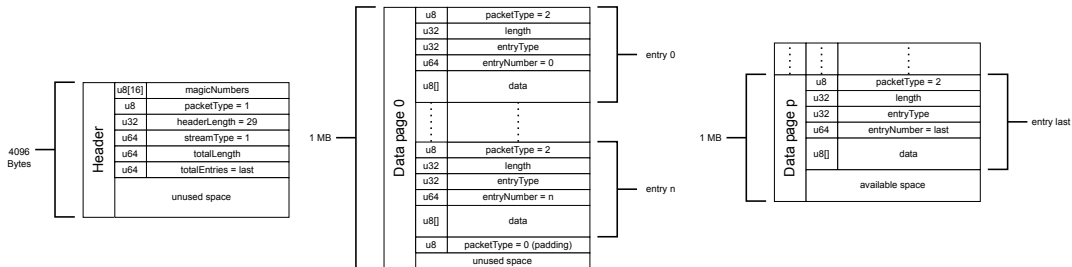 4096
Bytes
Header
u8[16] magicNumbers
u8 packetType = 1
u32 headerLength = 29
u64 streamType = 1
u64 totalLength
u64 totalEntries = last
unused space
1 MB
Data page 0
u8 packetType = 2
u32 length
u32 entryType
u64 entryNumber = 0
u8[] data
entry 0
u8 packetType = 2
u32 length
u32 entryType
u64 entryNumber = n
u8[] data
entry n
u8 packetType = 0 (padding)
unused space
1 MB
Data page p
u8 packetType = 2
u32 length
u32 entryType
u64 entryNumber = last
u8[] data
entry last
available space